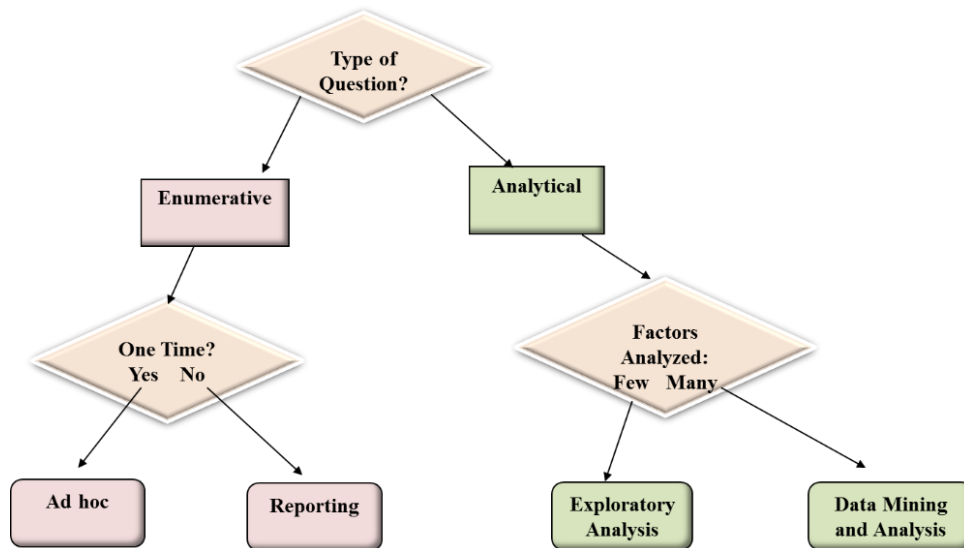 Type of
Question?
Enumerative
Analytical
One Time?
Yes No
Factors
Analyzed:
Few Many
Ad hoc
Reporting
Exploratory
Analysis
Data Mining
and Analysis